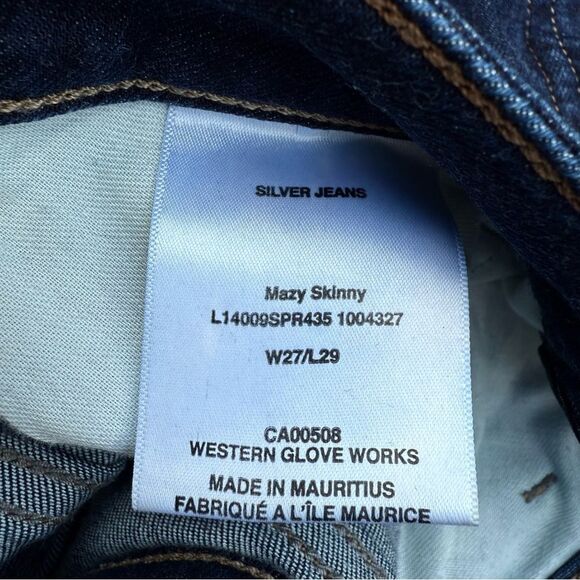 SILVER JEANS
Mazy Skinny
L14009SPR435 1004327
W27/L29
CA00508
WESTERN GLOVE WORKS
MADE IN MAURITIUS
FABRIQUÉ A L'ÎLE MAURICE